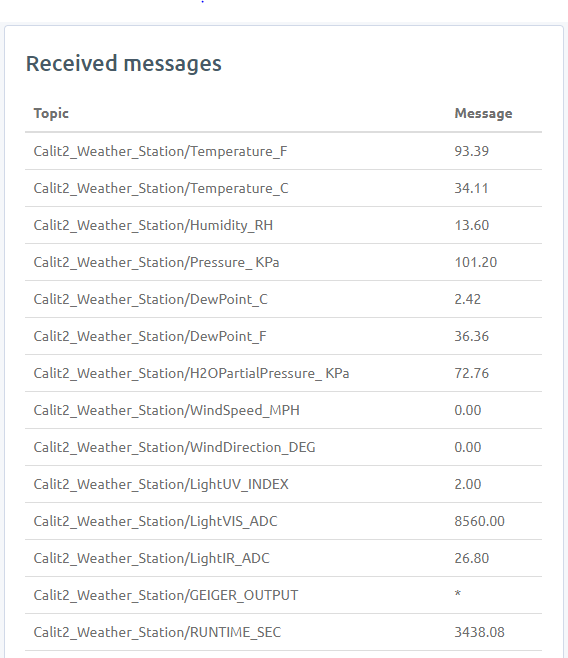 Received messages
Topic Message
Calit2_Weather_Station/Temperature_F 93.39
Calit2_Weather_Station/Temperature_C 34.11
Calit2_Weather_Station/Humidity_RH 13.60
Calit2_Weather_Station/Pressure_ KPa 101.20
Calit2_Weather_Station/DewPoint_C 2.42
Calit2_Weather_Station/DewPoint_F 36.36
Calit2_Weather_Station/H2OPartialPressure_ KPa 72.76
Calit2_Weather_Station/WindSpeed_MPH 0.00
Calit2_Weather_Station/WindDirection_DEG 0.00
Calit2_Weather_Station/LightUV_INDEX 2.00
Calit2_Weather_Station/LightVIS_ADC 8560.00
Calit2_Weather_Station/LightIR_ADC 26.80
Calit2_Weather_Station/GEIGER_OUTPUT *
Calit2_Weather_Station/RUNTIME_SEC 3438.08